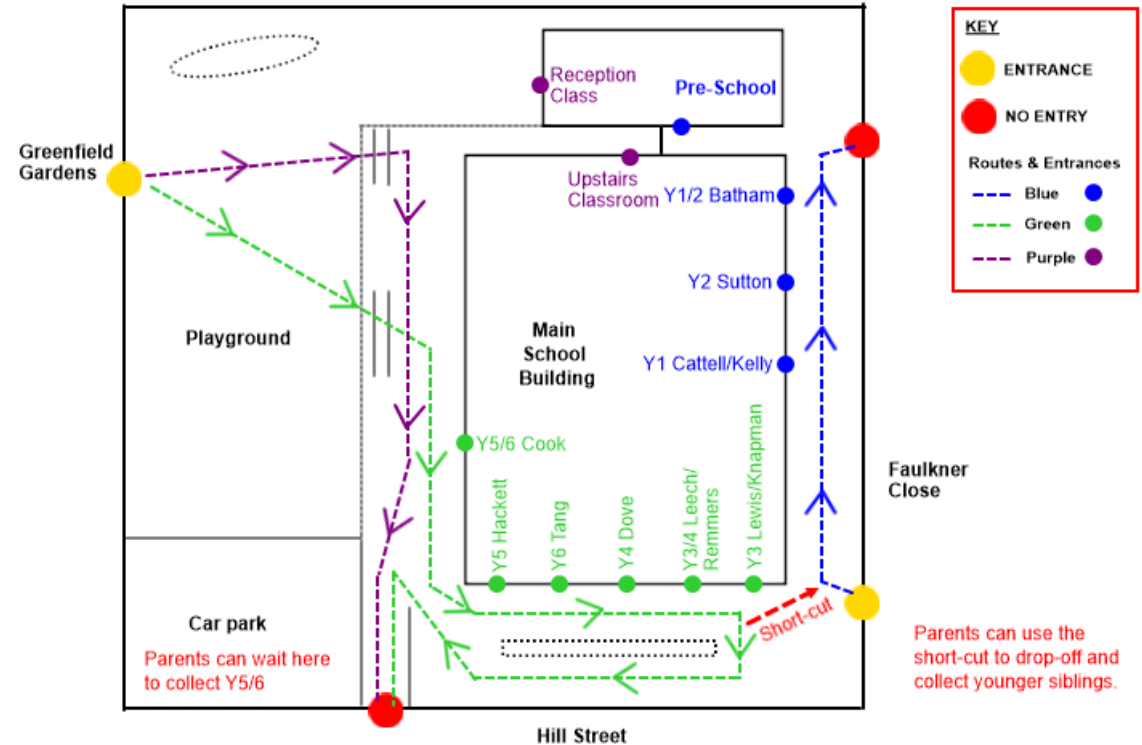 Greenfield
Gardens
Reception
Class
Pre-School
Upstairs
Classroom
Y1/2 Batham
Y2 Sutton
Y1 Cattell/Kelly
Main
School
Building
Playground
Y5/6 Cook
Y5 Hackett
Y6 Tang
Y4 Dove
Y3/4 Leech/
Remmers
Y3 Lewis/Knapman
Faulkner
Close
Short-cut
Car park
Parents can wait here
to collect Y5/6
Hill Street
KEY
ENTRANCE
NO ENTRY
Routes & Entrances
Blue
Green
Purple
Parents can use the
short-cut to drop-off and
collect younger siblings.